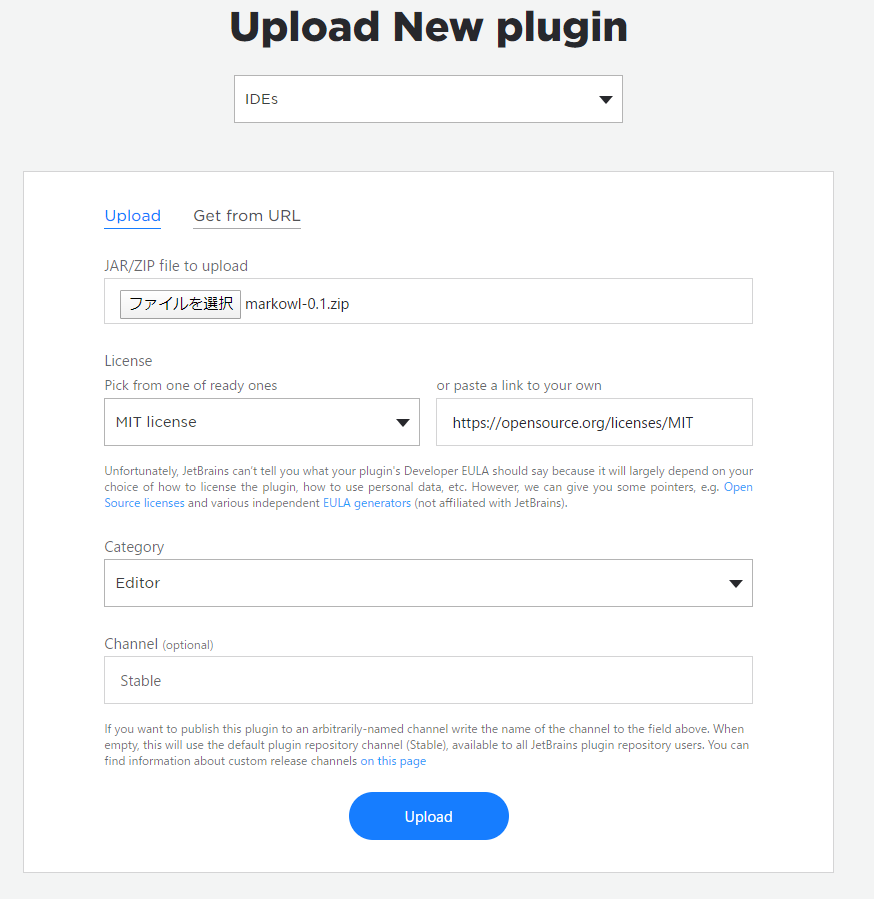 Upload New plugin
IDEs
Upload Get from URL
JAR/ZIP file to upload
ファイルを選択 markowl-0.1.zip
License
Pick from one of ready ones or paste a link to your own
MIT license https://opensource.org/licenses/MIT
Unfortunately, JetBrains can't tell you what your plugin's Developer EULA should say because it will largely depend on your
choice of how to license the plugin, how to use personal data, etc. However, we can give you some pointers, e.g. Open
Source licenses and various independent EULA generators (not affiliated with JetBrains).
Category
Editor
Channel (optional)
Stable
If you want to publish this plugin to an arbitrarily-named channel write the name of the channel to the field above. When
empty, this will use the default plugin repository channel (Stable), available to all JetBrains plugin repository users. You can
find information about custom release channels on this page
Upload